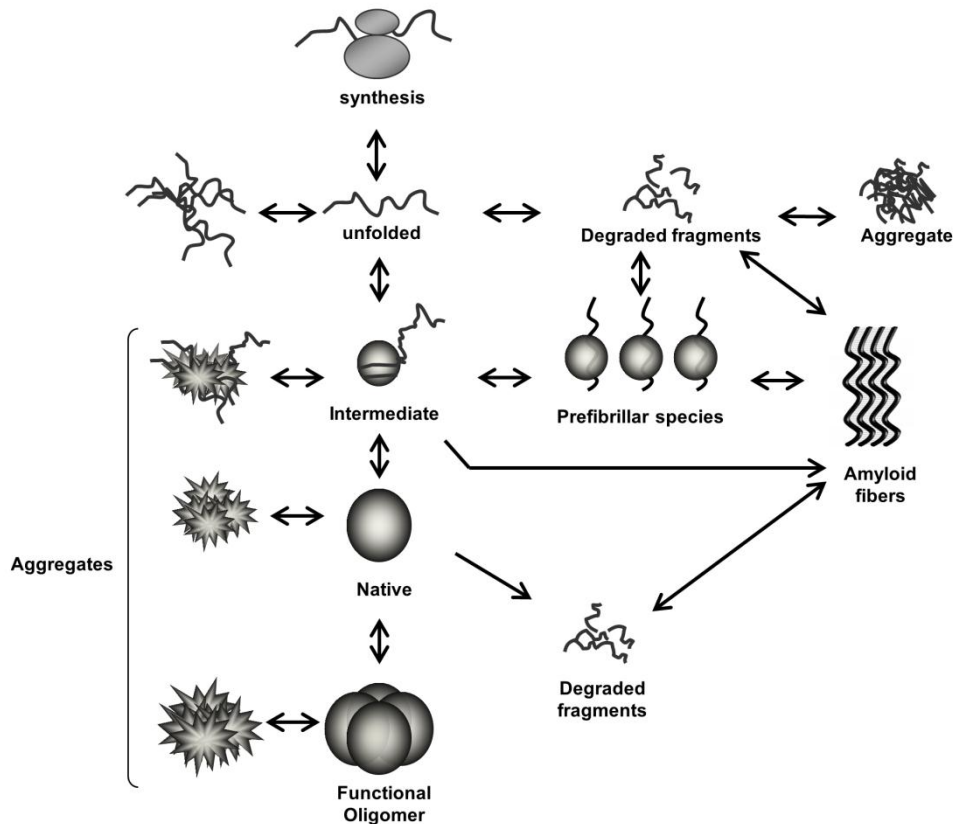 synthesis
unfolded
Degraded fragments
Aggregate
Intermediate
Prefibrillar species
Amyloid
fibers
Aggregates
Native
Degraded
fragments
Functional
Oligomer